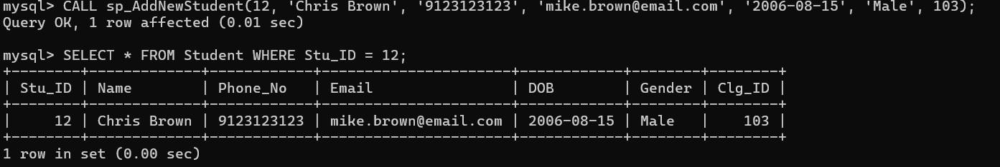 mysql> CALL sp_AddNewStudent(12, 'Chris Brown', '9123123123', 'mike.brown@email.com', '2006-08-15', 'Male', 103);
Query OK, 1 row affected (0.01 sec)
mysql> SELECT * FROM Student WHERE Stu_ID = 12;
+--------+-------------+------------+----------------------+------------+--------+--------+
| Stu_ID | Name        | Phone_No   | Email                | DOB        | Gender | Clg_ID |
+--------+-------------+------------+----------------------+------------+--------+--------+
|     12 | Chris Brown | 9123123123 | mike.brown@email.com | 2006-08-15 | Male   |    103 |
+--------+-------------+------------+----------------------+------------+--------+--------+
1 row in set (0.00 sec)